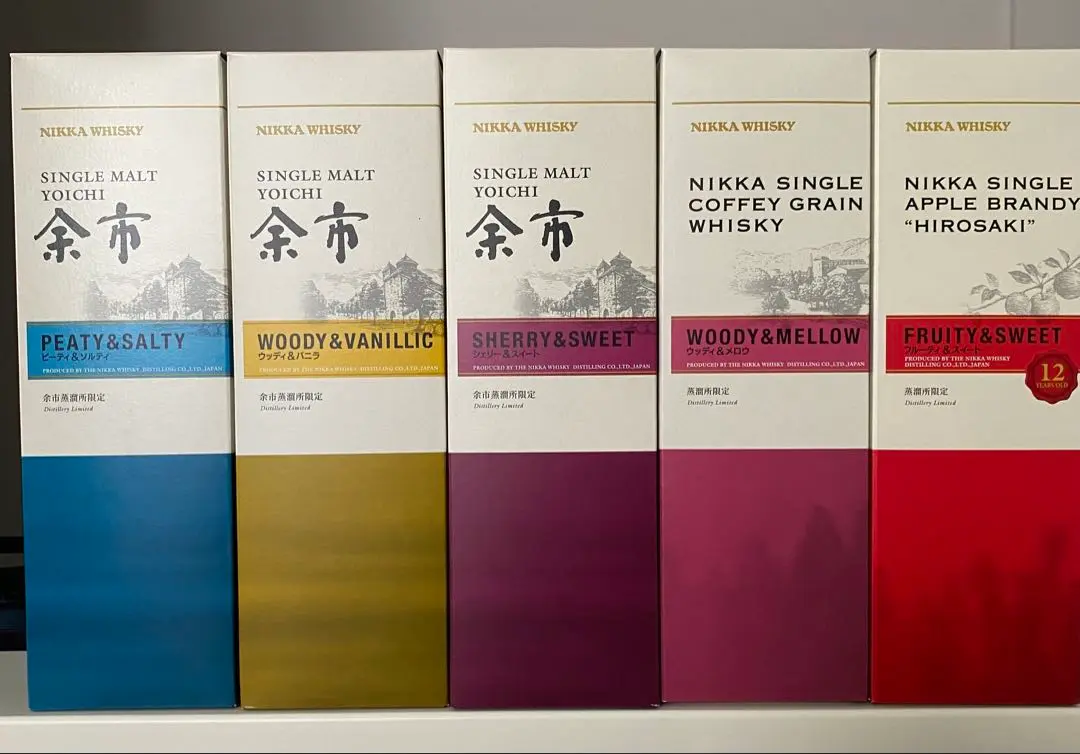 NIKKA WHISKY
SINGLE MALT
YOICHI
余市
PEATY&SALTY
ピーティ&ソルティ
PRODUCED BY THE NIKKA WHISKY DISTILLING CO.,LTD.,JAPAN
余市蒸溜所限定
Distillery Limited
NIKKA WHISKY
SINGLE MALT
YOICHI
余市
WOODY&VANILLIC
ウッディ&バニラ
PRODUCED BY THE NIKKA WHISKY DISTILLING CO.,LTD.,JAPAN
余市蒸溜所限定
Distillery Limited
NIKKA WHISKY
SINGLE MALT
YOICHI
余市
SHERRY&SWEET
シェリー&スイート
PRODUCED BY THE NIKKA WHISKY DISTILLING CO.,LTD.,JAPAN
余市蒸溜所限定
Distillery Limited
NIKKA WHISKY
NIKKA SINGLE
COFFEY GRAIN
WHISKY
WOODY&MELLOW
ウッディ&メロウ
PRODUCED BY THE NIKKA WHISKY DISTILLING CO.,LTD.,JAPAN
蒸溜所限定
Distillery Limited
NIKKA WHISKY
NIKKA SINGLE
APPLE BRANDY
“HIROSAKI”
FRUITY&SWEET
フルーティ&スイート
PRODUCED BY THE NIKKA WHISKY
DISTILLING CO.,LTD.,JAPAN
12
YEARS OLD
蒸溜所限定
Distillery Limited